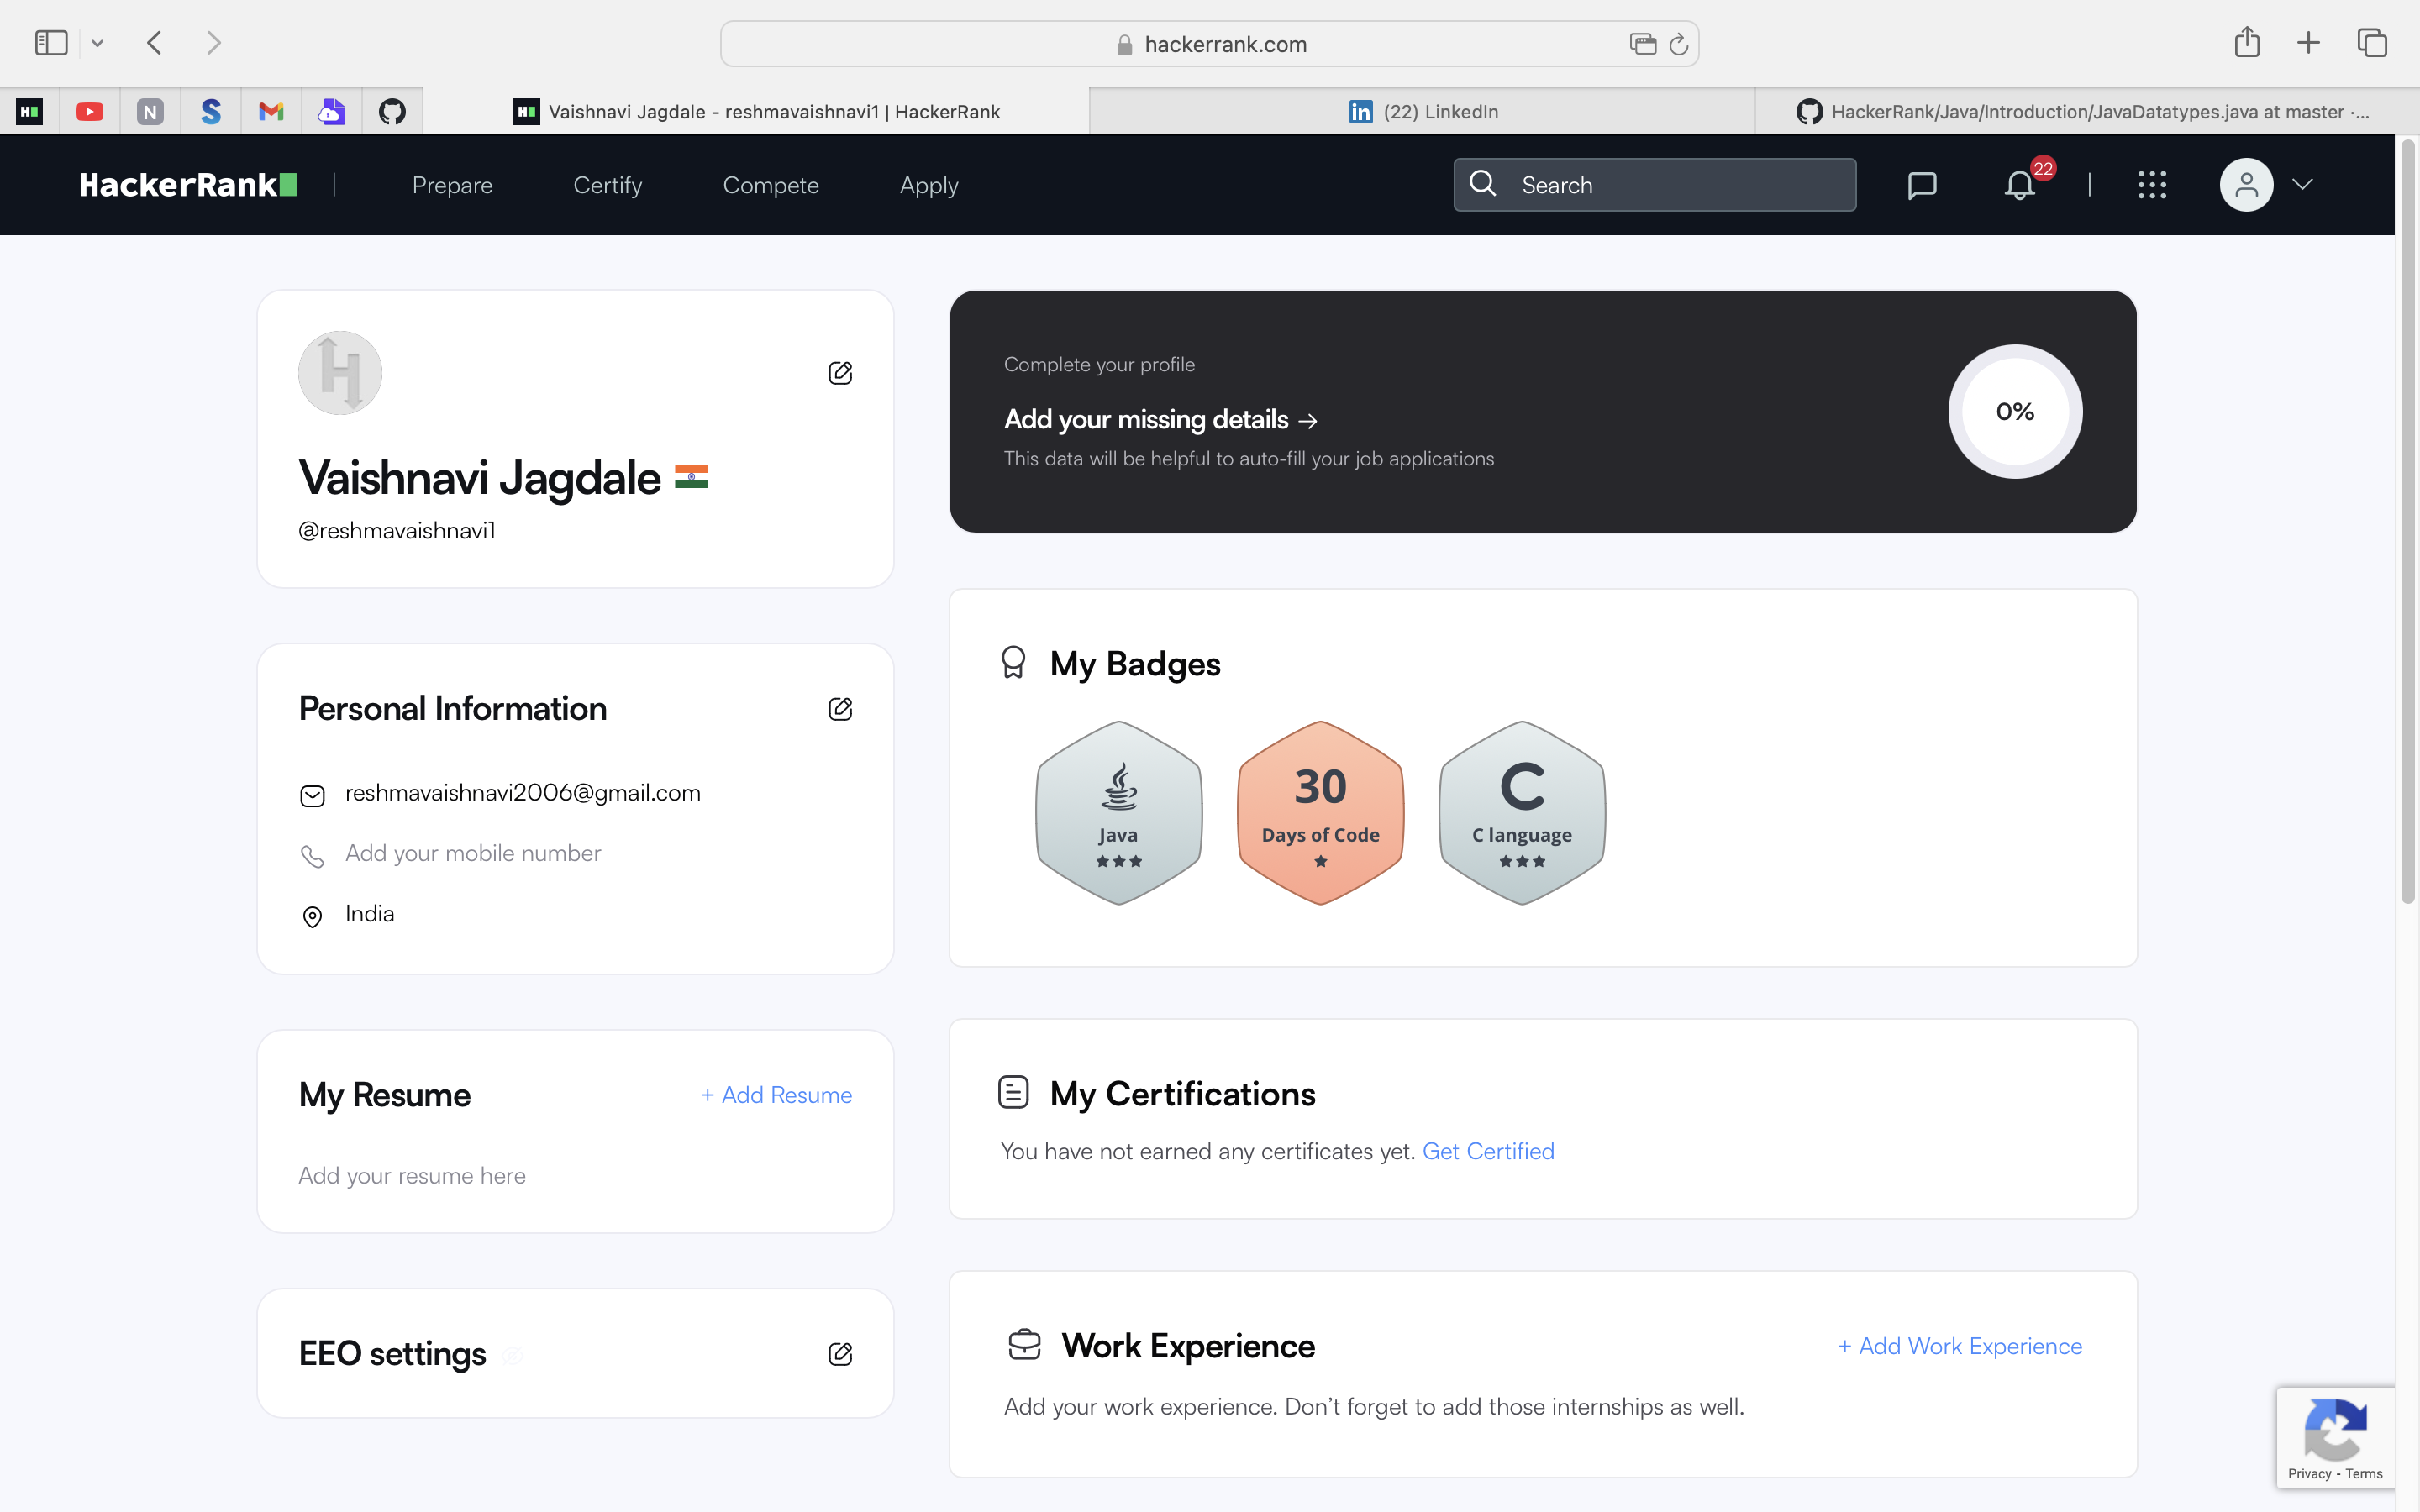 hackerrank.com
Vaishnavi Jagdale - reshmavaishnavi1 | HackerRank
(22) LinkedIn
HackerRank/Java/Introduction/JavaDatatypes.java at master ·...
HackerRank
Prepare
Certify
Compete
Apply
Search
22
Vaishnavi Jagdale
@reshmavaishnavi1
Complete your profile
Add your missing details →
This data will be helpful to auto-fill your job applications
0%
Personal Information
reshmavaishnavi2006@gmail.com
Add your mobile number
India
My Badges
Java
30
Days of Code
C
C language
My Resume
+ Add Resume
Add your resume here
My Certifications
You have not earned any certificates yet. Get Certified
EEO settings
Work Experience
+ Add Work Experience
Add your work experience. Don’t forget to add those internships as well.
Privacy - Terms